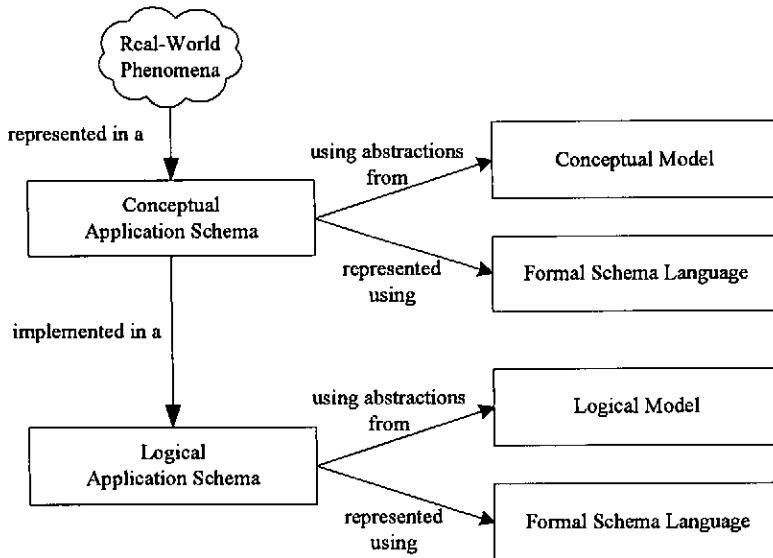 Real-World
Phenomena
represented in a
using abstractions
from
Conceptual Model
Conceptual
Application Schema
represented
using
Formal Schema Language
implemented in a
using abstractions
from
Logical Model
Logical
Application Schema
represented
using
Formal Schema Language